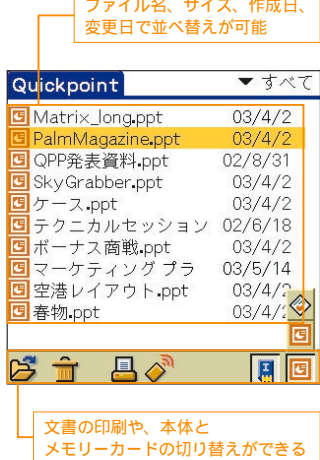 ファイル名、サイズ、作成日、
変更日で並べ替えが可能
Quickpoint ▼ すべて
Matrix_long.ppt 03/4/2
PalmMagazine.ppt 03/4/2
QPP発表資料.ppt 02/8/31
SkyGrabber.ppt 03/4/2
ケース.ppt 03/4/2
テクニカルセッション 02/6/18
ボーナス商戦.ppt 03/4/2
マーケティング プラ 03/5/14
空港レイアウト.ppt 03/4/2
春物.ppt 03/4/2
文書の印刷や、本体と
メモリーカードの切り替えができる